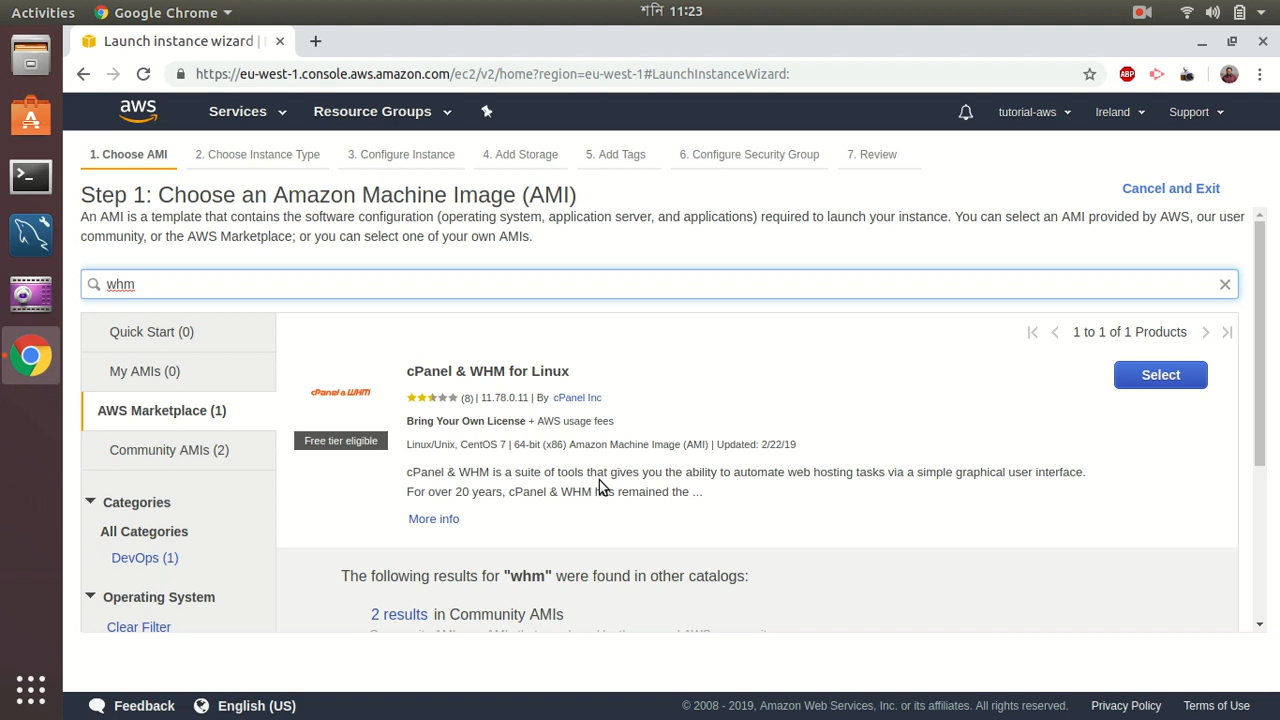 Activities Google Chrome শনি 11:23
Launch instance wizard |
https://eu-west-1.console.aws.amazon.com/ec2/v2/home?region=eu-west-1#LaunchInstanceWizard:
ABP
aws Services Resource Groups tutorial-aws Ireland Support
1. Choose AMI 2. Choose Instance Type 3. Configure Instance 4. Add Storage 5. Add Tags 6. Configure Security Group 7. Review
Step 1: Choose an Amazon Machine Image (AMI)
Cancel and Exit
An AMI is a template that contains the software configuration (operating system, application server, and applications) required to launch your instance. You can select an AMI provided by AWS, our user
community, or the AWS Marketplace; or you can select one of your own AMIs.
whm
Quick Start (0)
My AMIs (0)
AWS Marketplace (1)
Community AMIs (2)
Categories
All Categories
DevOps (1)
Operating System
Clear Filter
1 to 1 of 1 Products
cPanel & WHM
Free tier eligible
cPanel & WHM for Linux
Select
(8) | 11.78.0.11 | By cPanel Inc
Bring Your Own License + AWS usage fees
Linux/Unix, CentOS 7 | 64-bit (x86) Amazon Machine Image (AMI) | Updated: 2/22/19
cPanel & WHM is a suite of tools that gives you the ability to automate web hosting tasks via a simple graphical user interface.
For over 20 years, cPanel & WHM has remained the ...
More info
The following results for "whm" were found in other catalogs:
2 results in Community AMIs
Feedback English (US) © 2008 - 2019, Amazon Web Services, Inc. or its affiliates. All rights reserved. Privacy Policy Terms of Use